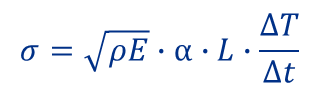 σ = √ρE · α · L · ΔT/Δt